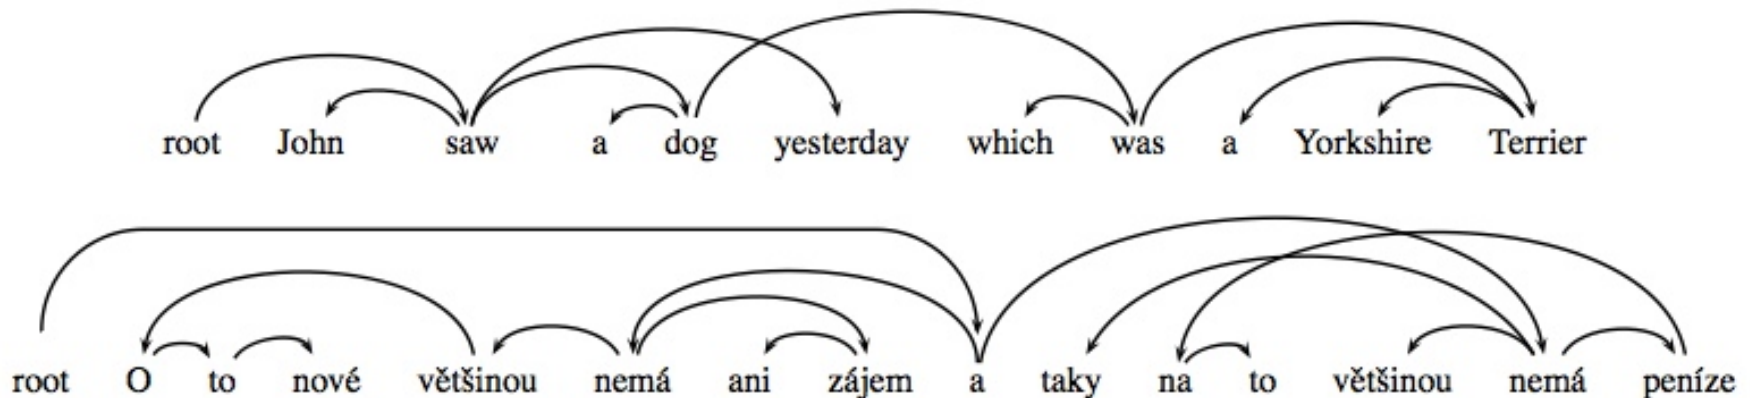 root John saw a dog yesterday which was a Yorkshire Terrier
root O to nové většinou nemá ani zájem a taky na to většinou nemá peníze